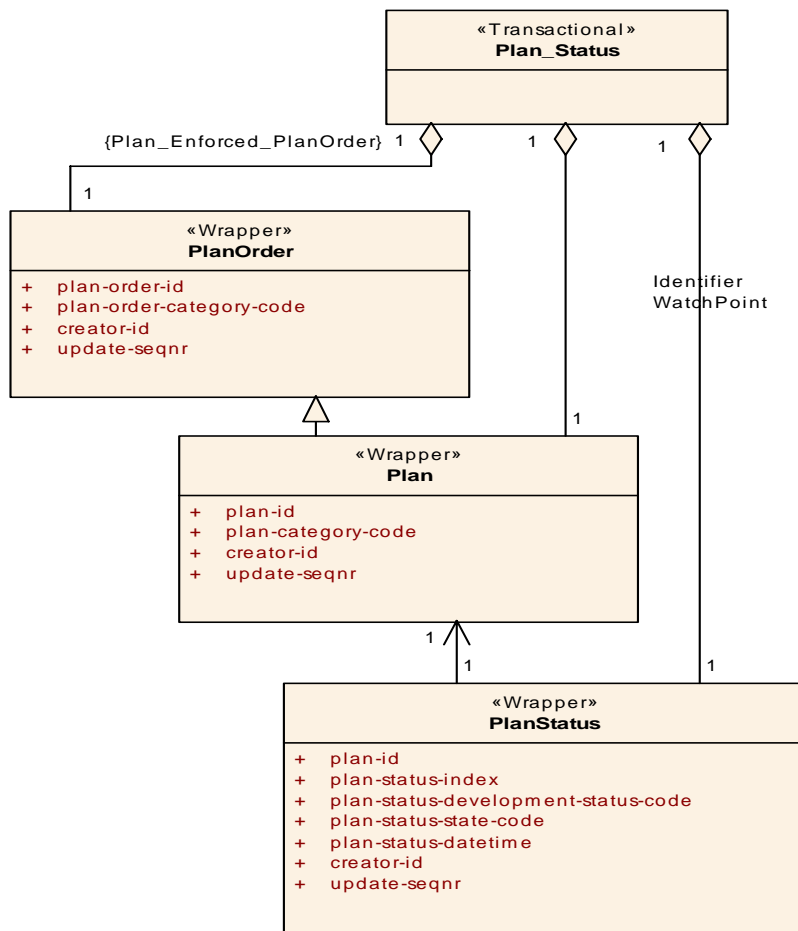 «Transactional»
Plan_Status
{Plan_Enforced_PlanOrder} 1
1
1
1
«Wrapper»
PlanOrder
+ plan-order-id
+ plan-order-category-code
+ creator-id
+ update-seqnr
Identifier
WatchPoint
1
«Wrapper»
Plan
+ plan-id
+ plan-category-code
+ creator-id
+ update-seqnr
1
1
1
«Wrapper»
PlanStatus
+ plan-id
+ plan-status-index
+ plan-status-development-status-code
+ plan-status-state-code
+ plan-status-datetime
+ creator-id
+ update-seqnr